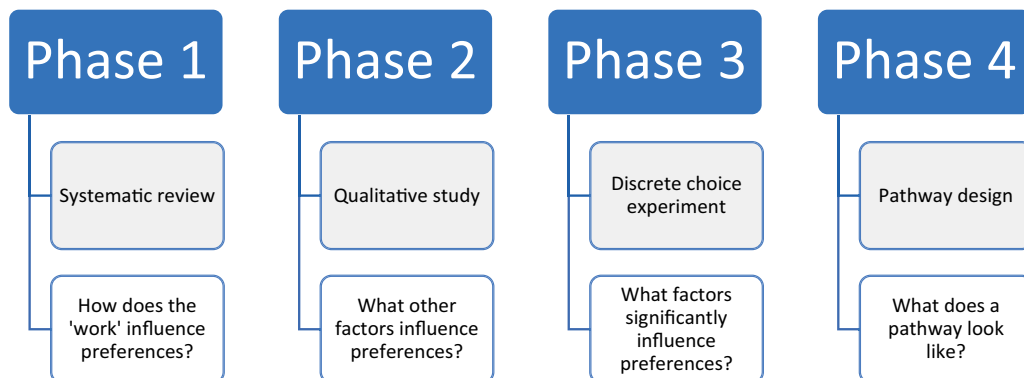 Phase 1
Systematic review
How does the
'work' influence
preferences?
Phase 2
Qualitative study
What other
factors influence
preferences?
Phase 3
Discrete choice
experiment
What factors
significantly
influence
preferences?
Phase 4
Pathway design
What does a
pathway look
like?